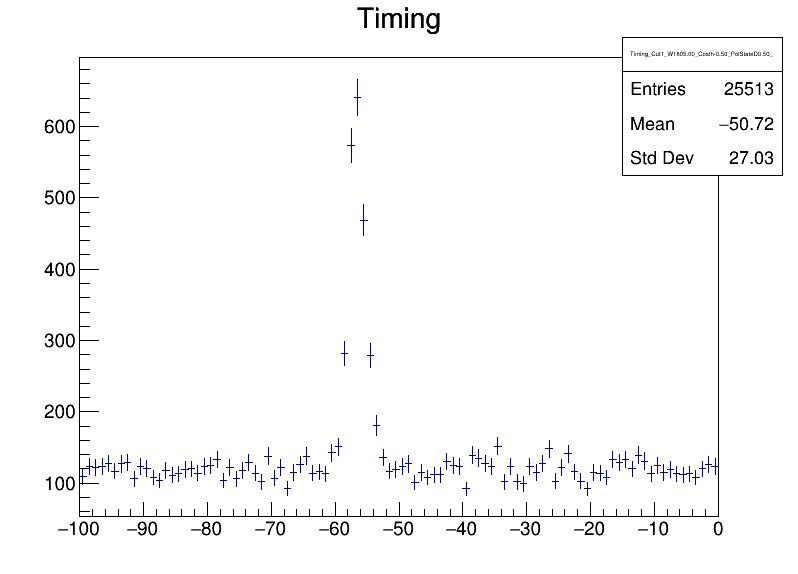 Timing
Timing_Cut1_W1605.00_Costh-0.50_PolStateD0.50_
Entries 25513
Mean −50.72
Std Dev 27.03
600
500
400
300
200
100
−100 −90 −80 −70 −60 −50 −40 −30 −20 −10 0